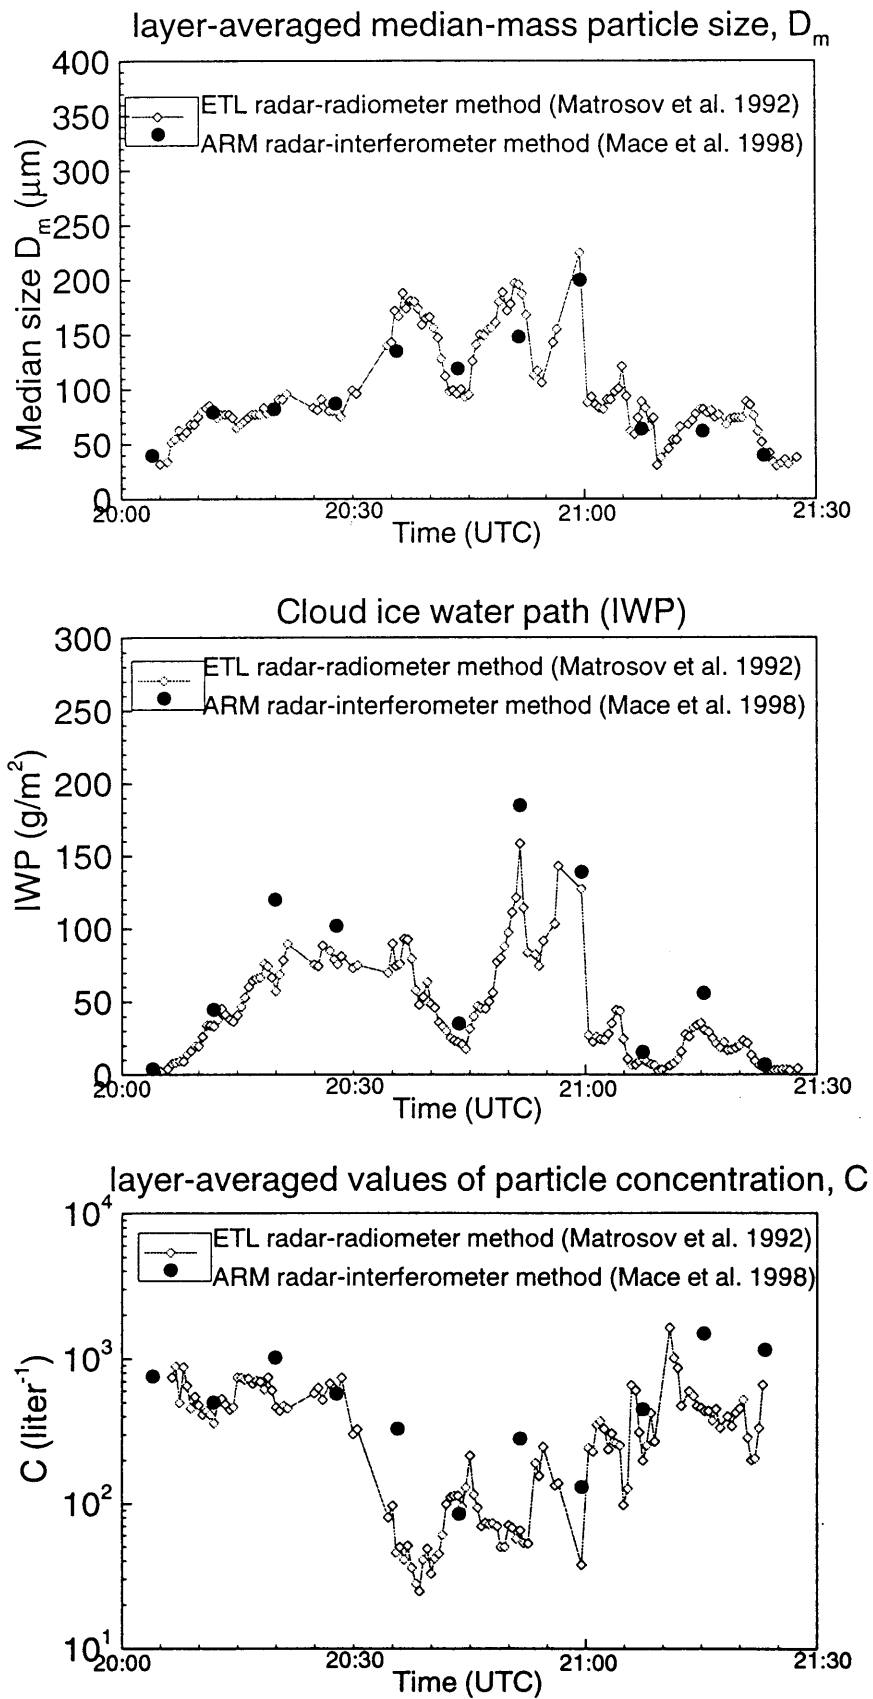 layer-averaged median-mass particle size, Dm
400
350
300
250
200
150
100
50
0
Median size Dm (μm)
ETL radar-radiometer method (Matrosov et al. 1992)
ARM radar-interferometer method (Mace et al. 1998)
20:00 20:30 21:00 21:30
Time (UTC)
Cloud ice water path (IWP)
300
250
200
150
100
50
0
IWP (g/m²)
ETL radar-radiometer method (Matrosov et al. 1992)
ARM radar-interferometer method (Mace et al. 1998)
20:00 20:30 21:00 21:30
Time (UTC)
layer-averaged values of particle concentration, C
10⁴
10³
10²
10¹
C (liter⁻¹)
ETL radar-radiometer method (Matrosov et al. 1992)
ARM radar-interferometer method (Mace et al. 1998)
20:00 20:30 21:00 21:30
Time (UTC)